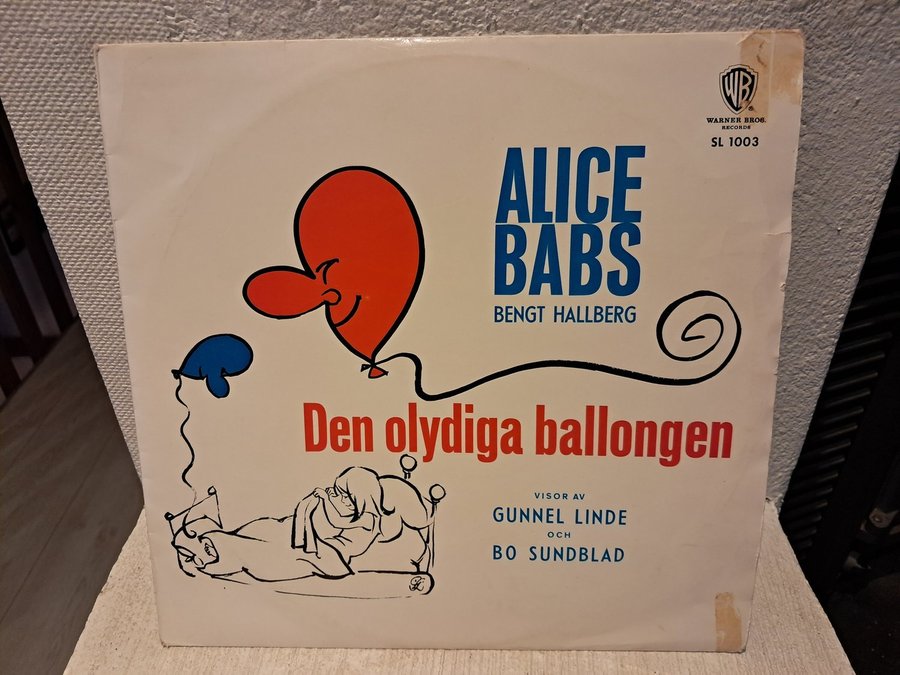 WB
WARNER BROS.
RECORDS
SL 1003
ALICE
BABS
BENGT HALLBERG
Den olydiga ballongen
VISOR AV
GUNNEL LINDE
OCH
BO SUNDBLAD